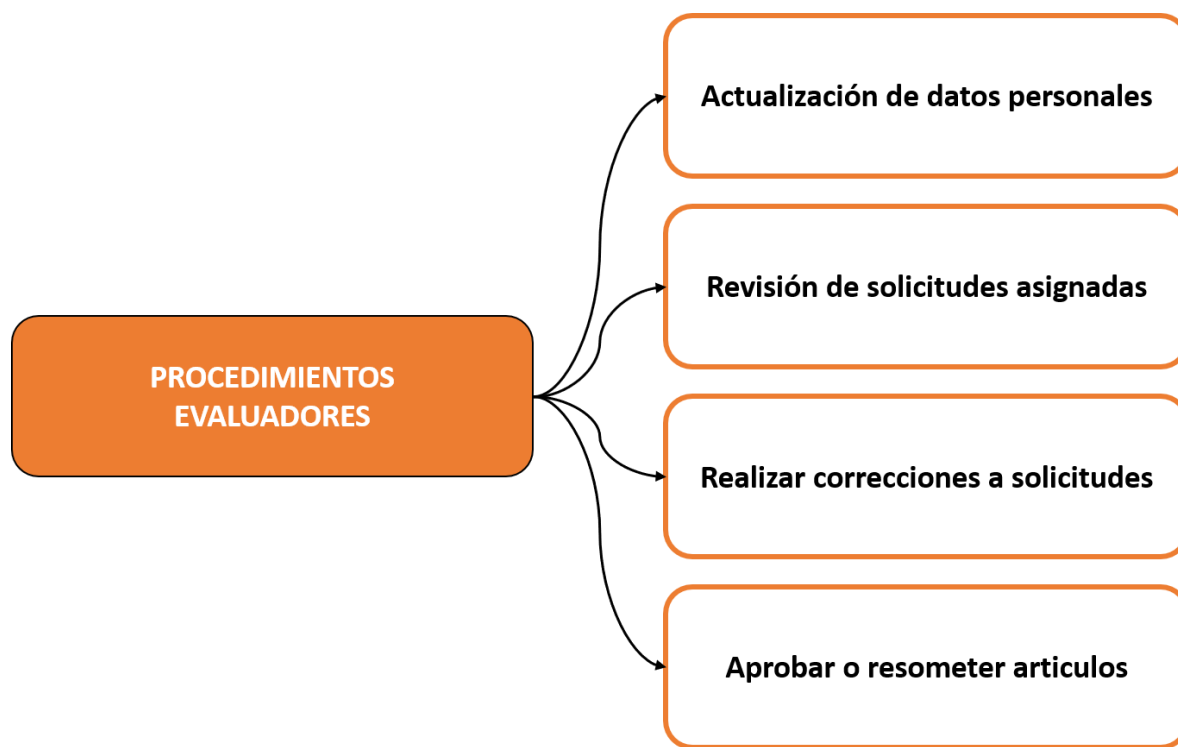 PROCEDIMIENTOS
EVALUADORES
Actualización de datos personales
Revisión de solicitudes asignadas
Realizar correcciones a solicitudes
Aprobar o resometer articulos